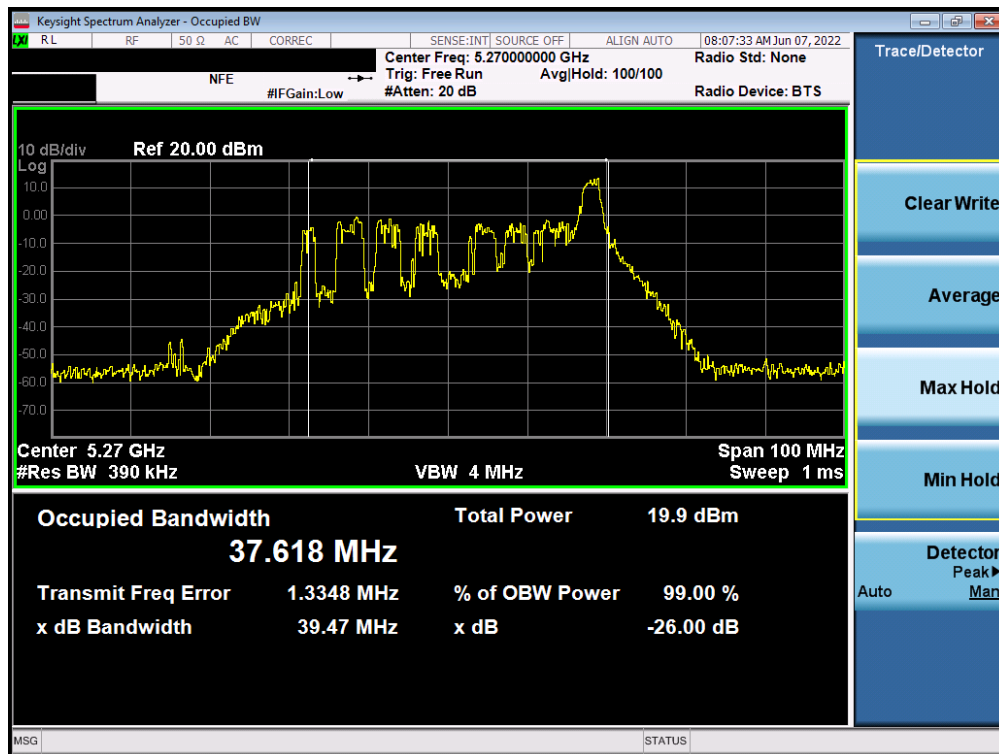 Keysight Spectrum Analyzer - Occupied BW
LXI RL RF 50 Ω AC CORREC SENSE:INT SOURCE OFF ALIGN AUTO 08:07:33 AM Jun 07, 2022
Center Freq: 5.270000000 GHz Radio Std: None
NFE Trig: Free Run Avg|Hold: 100/100
#IFGain:Low #Atten: 20 dB Radio Device: BTS
Trace/Detector
10 dB/div Ref 20.00 dBm
Log
10.0
0.00
-10.0
-20.0
-30.0
-40.0
-50.0
-60.0
-70.0
Center 5.27 GHz Span 100 MHz
#Res BW 390 kHz VBW 4 MHz Sweep 1 ms
Occupied Bandwidth Total Power 19.9 dBm
37.618 MHz
Transmit Freq Error 1.3348 MHz % of OBW Power 99.00 %
x dB Bandwidth 39.47 MHz x dB -26.00 dB
Clear Write
Average
Max Hold
Min Hold
Detector
Peak▶
Auto Man
MSG STATUS